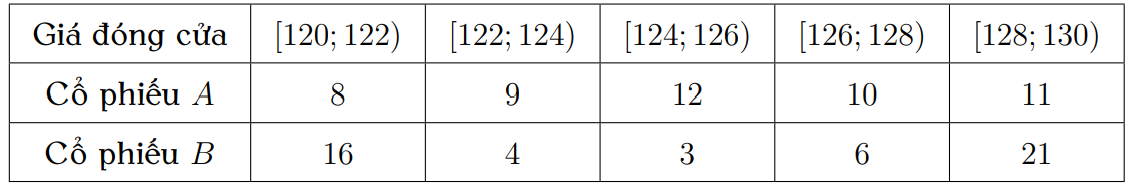 Giá đóng cửa [120; 122) [122; 124) [124; 126) [126; 128) [128; 130)
Cổ phiếu A 8 9 12 10 11
Cổ phiếu B 16 4 3 6 21